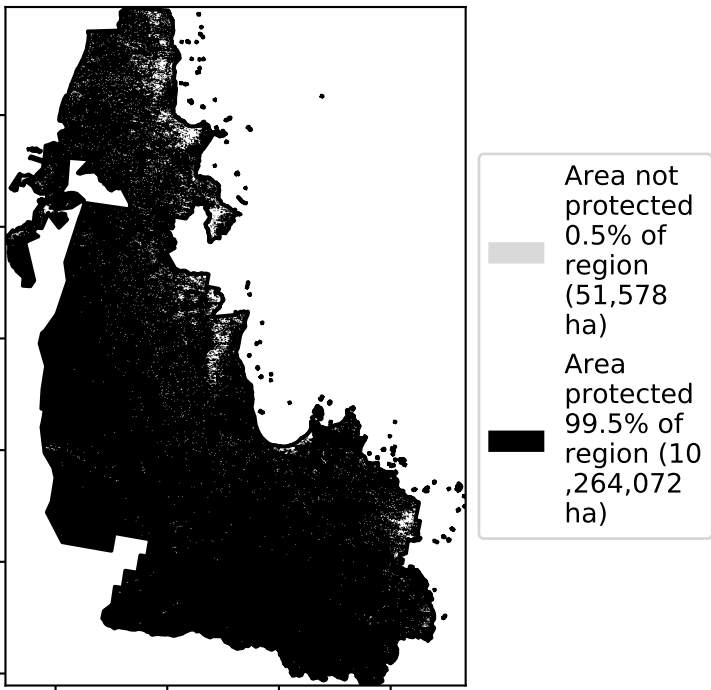 Area not
protected
0.5% of
region
(51,578
ha)
Area
protected
99.5% of
region (10
,264,072
ha)